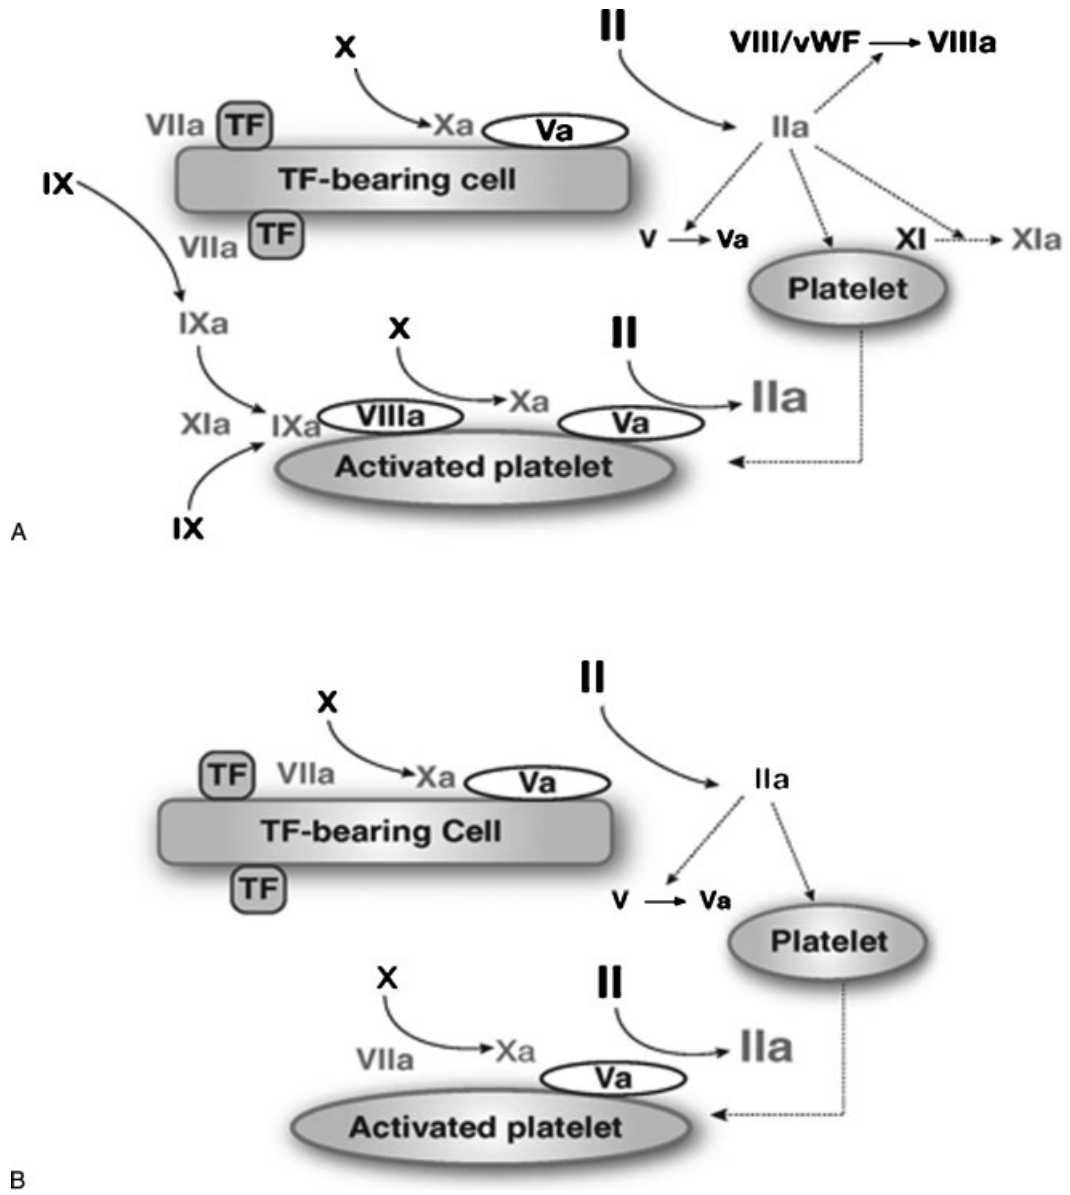 II
VIII/vWF VIIIa
X
VIIa TF Xa Va IIa
TF-bearing cell
IX
VIIa TF V Va XI XIa
Platelet
IXa
X II
Xa IIa
XIa IXa VIIIa Va
Activated platelet
IX
A
II
X
TF VIIa Xa Va IIa
TF-bearing Cell
TF V Va
Platelet
X II
VIIa Xa IIa
Va
Activated platelet
B